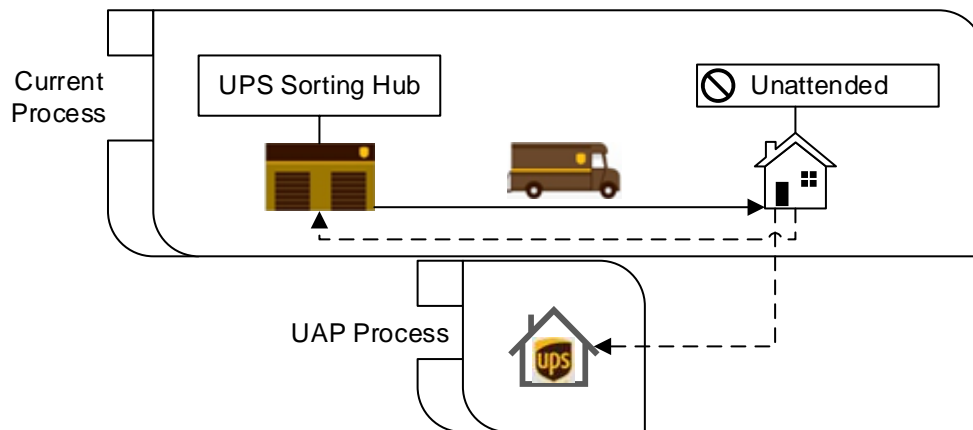 Current
Process
UPS Sorting Hub
Unattended
UAP Process
ups